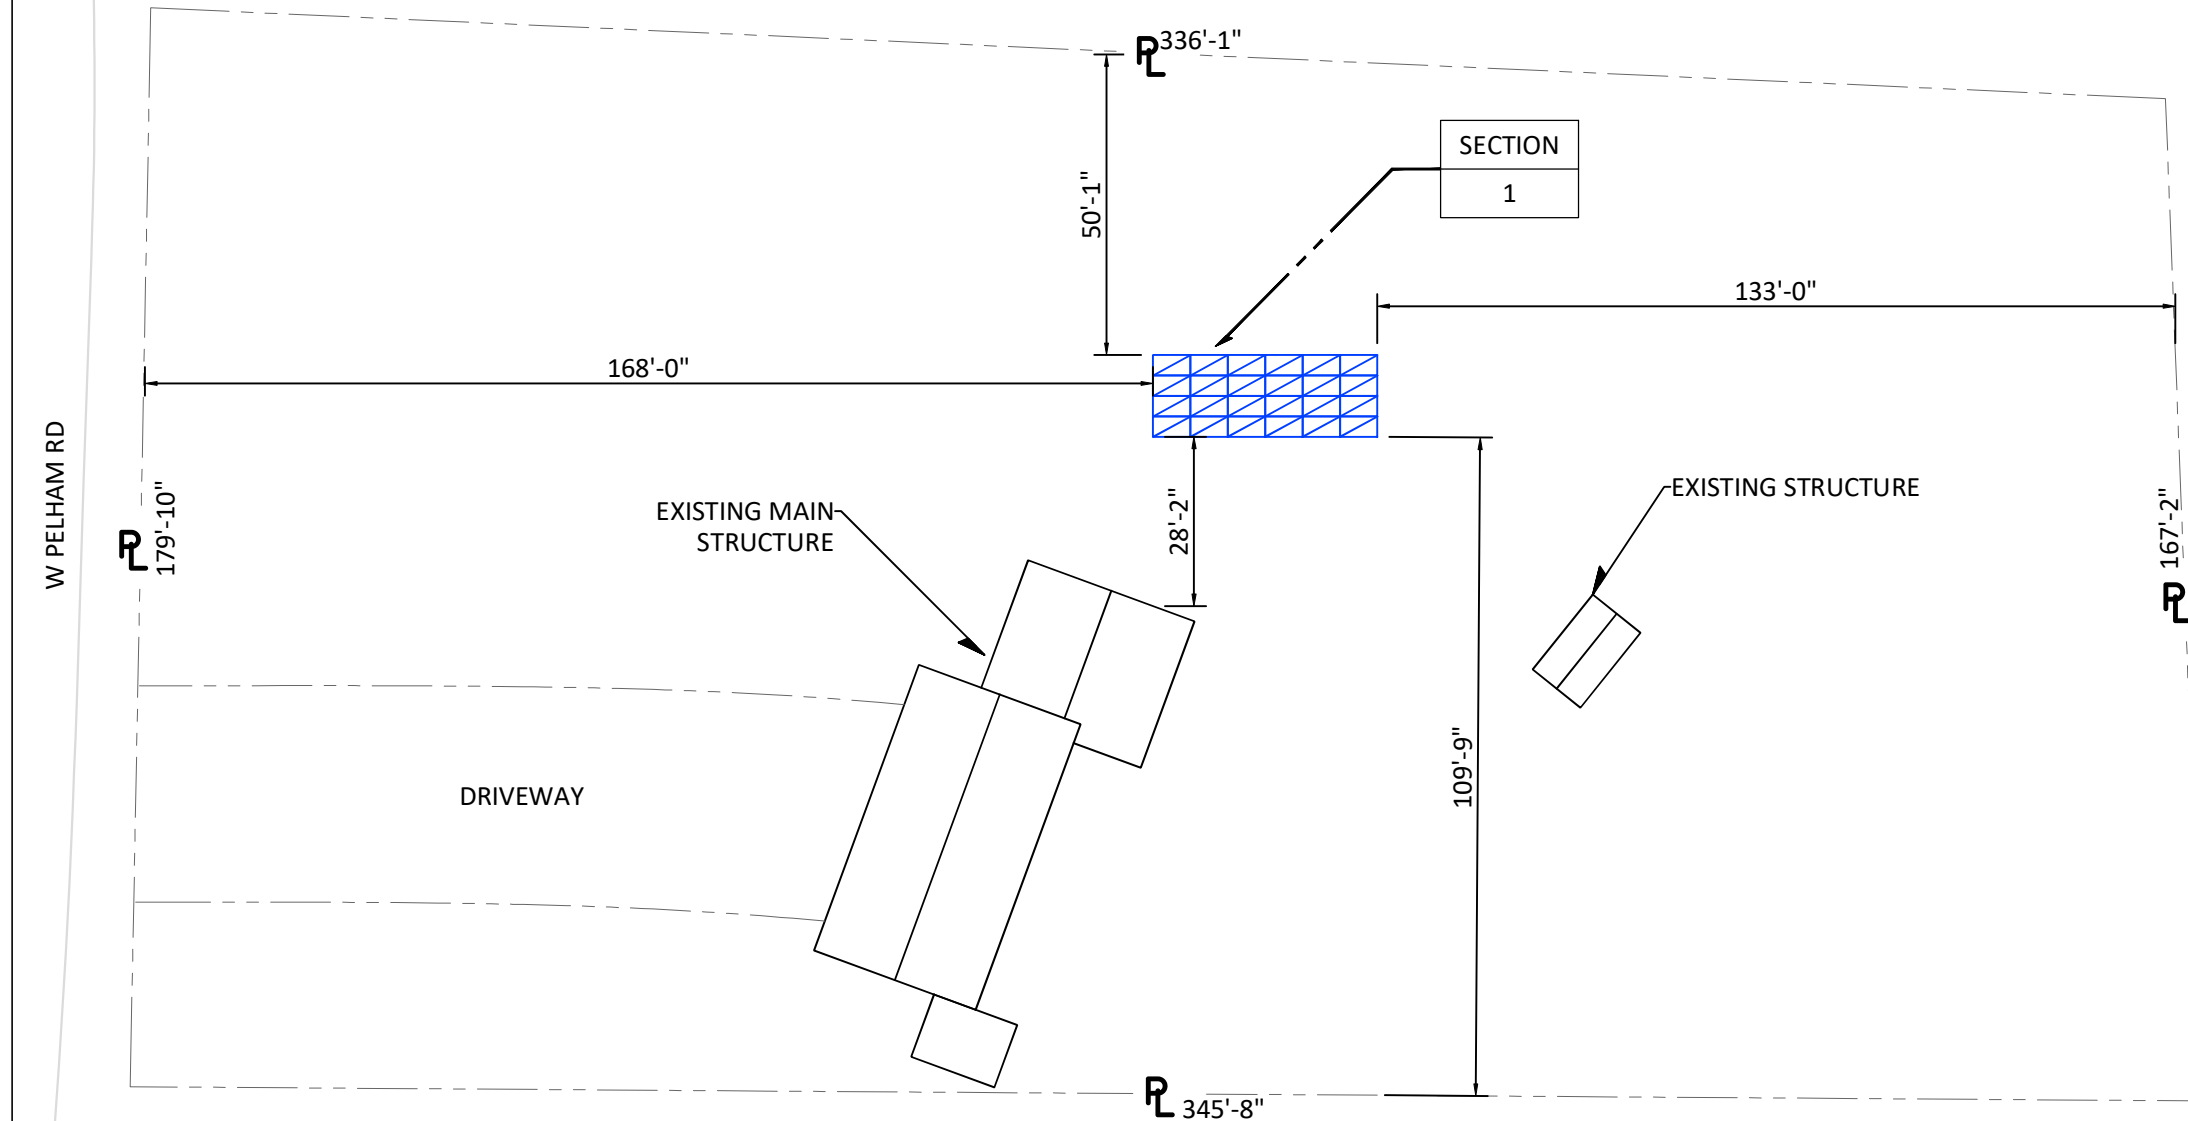 PL 336'-1"
SECTION
1
50'-1"
133'-0"
168'-0"
W PELHAM RD
PL 179'-10"
EXISTING MAIN
STRUCTURE
28'-2"
EXISTING STRUCTURE
167'-2"
PL
109'-9"
DRIVEWAY
PL 345'-8"